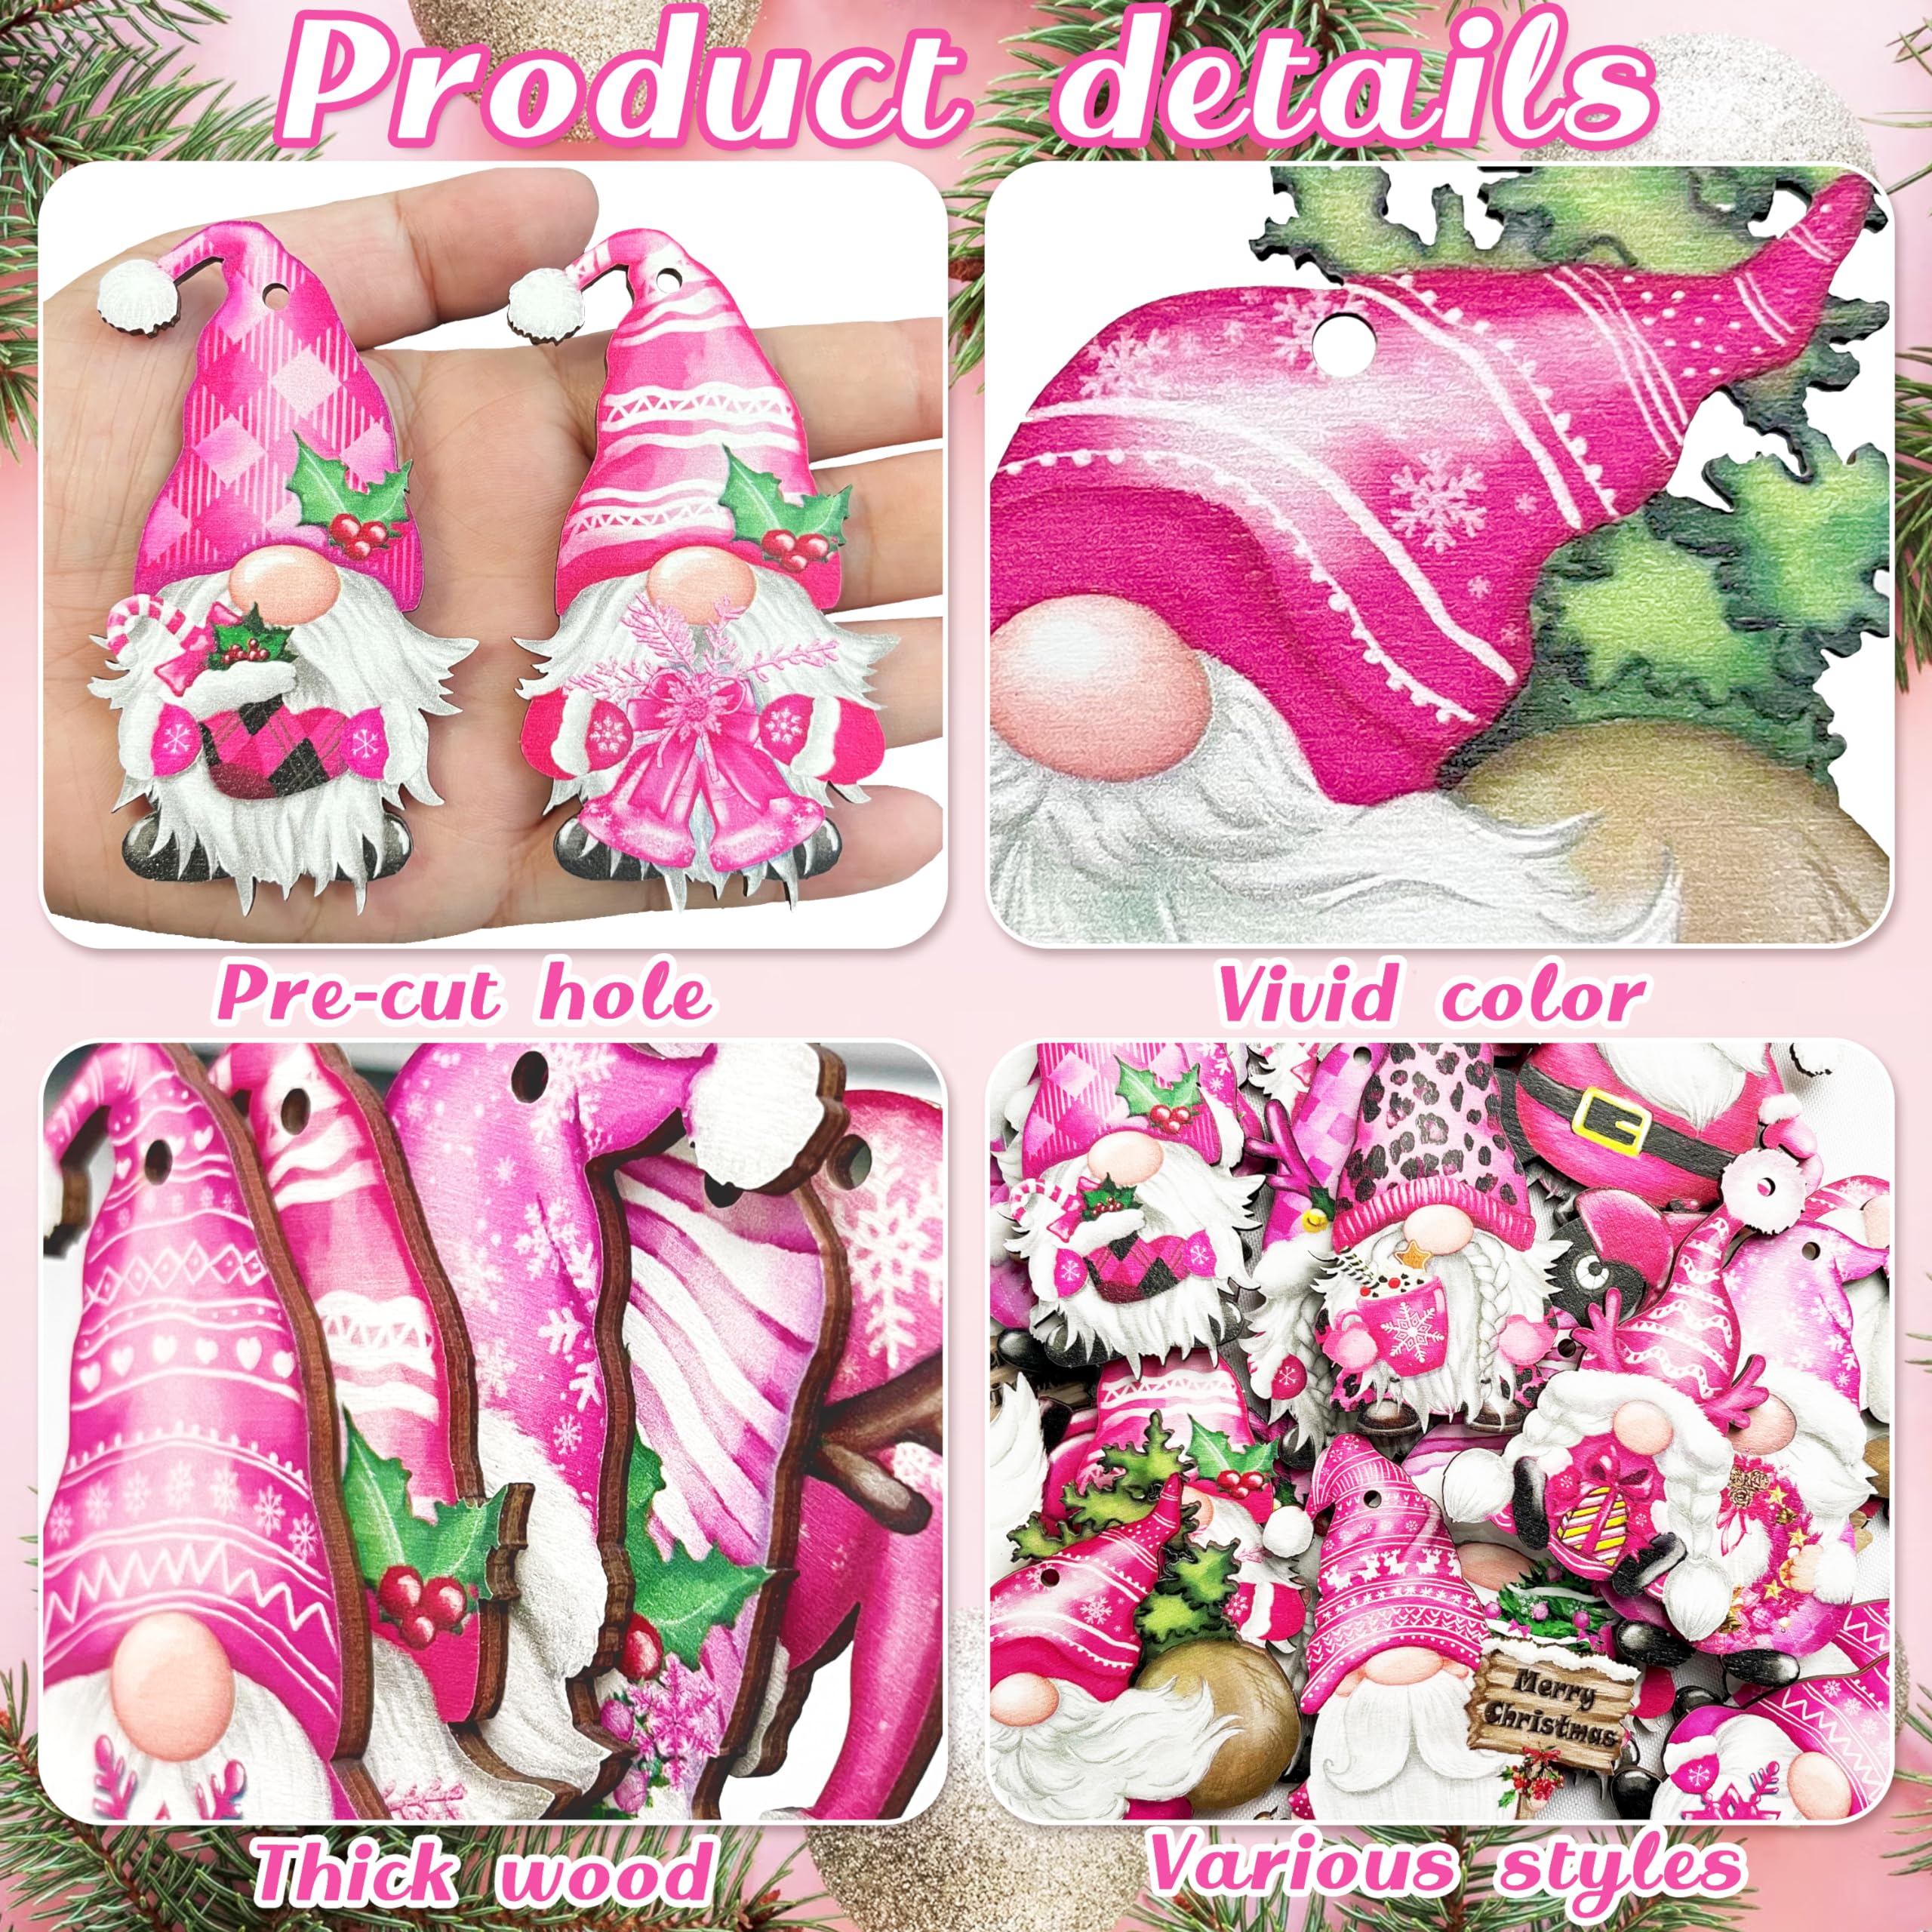 Product details
Pre-cut hole
Vivid color
Thick wood
Various styles
Merry
Christmas